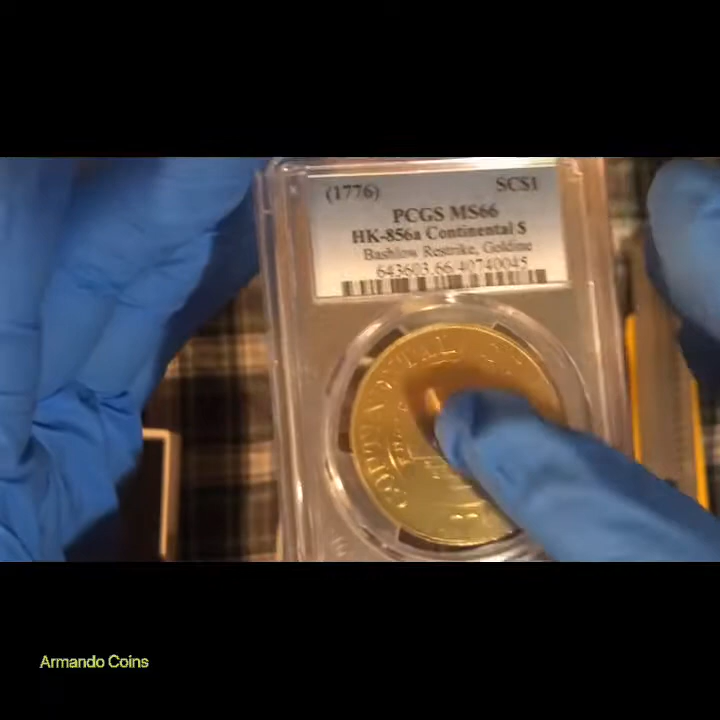 (1776) SCS1
PCGS MS66
HK-856a Continental $
Bashlow Restrike, Goldine
643603.66/40740045
Armando Coins